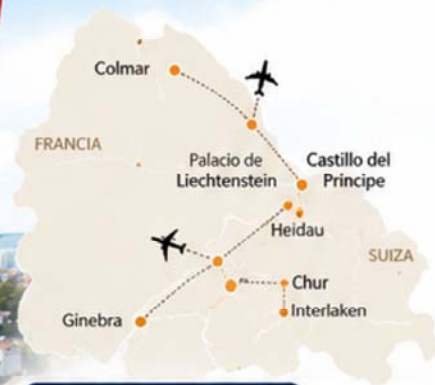 Colmar
FRANCIA
Palacio de
Liechtenstein
Castillo del
Principe
Heidau
SUIZA
Chur
Interlaken
Ginebra